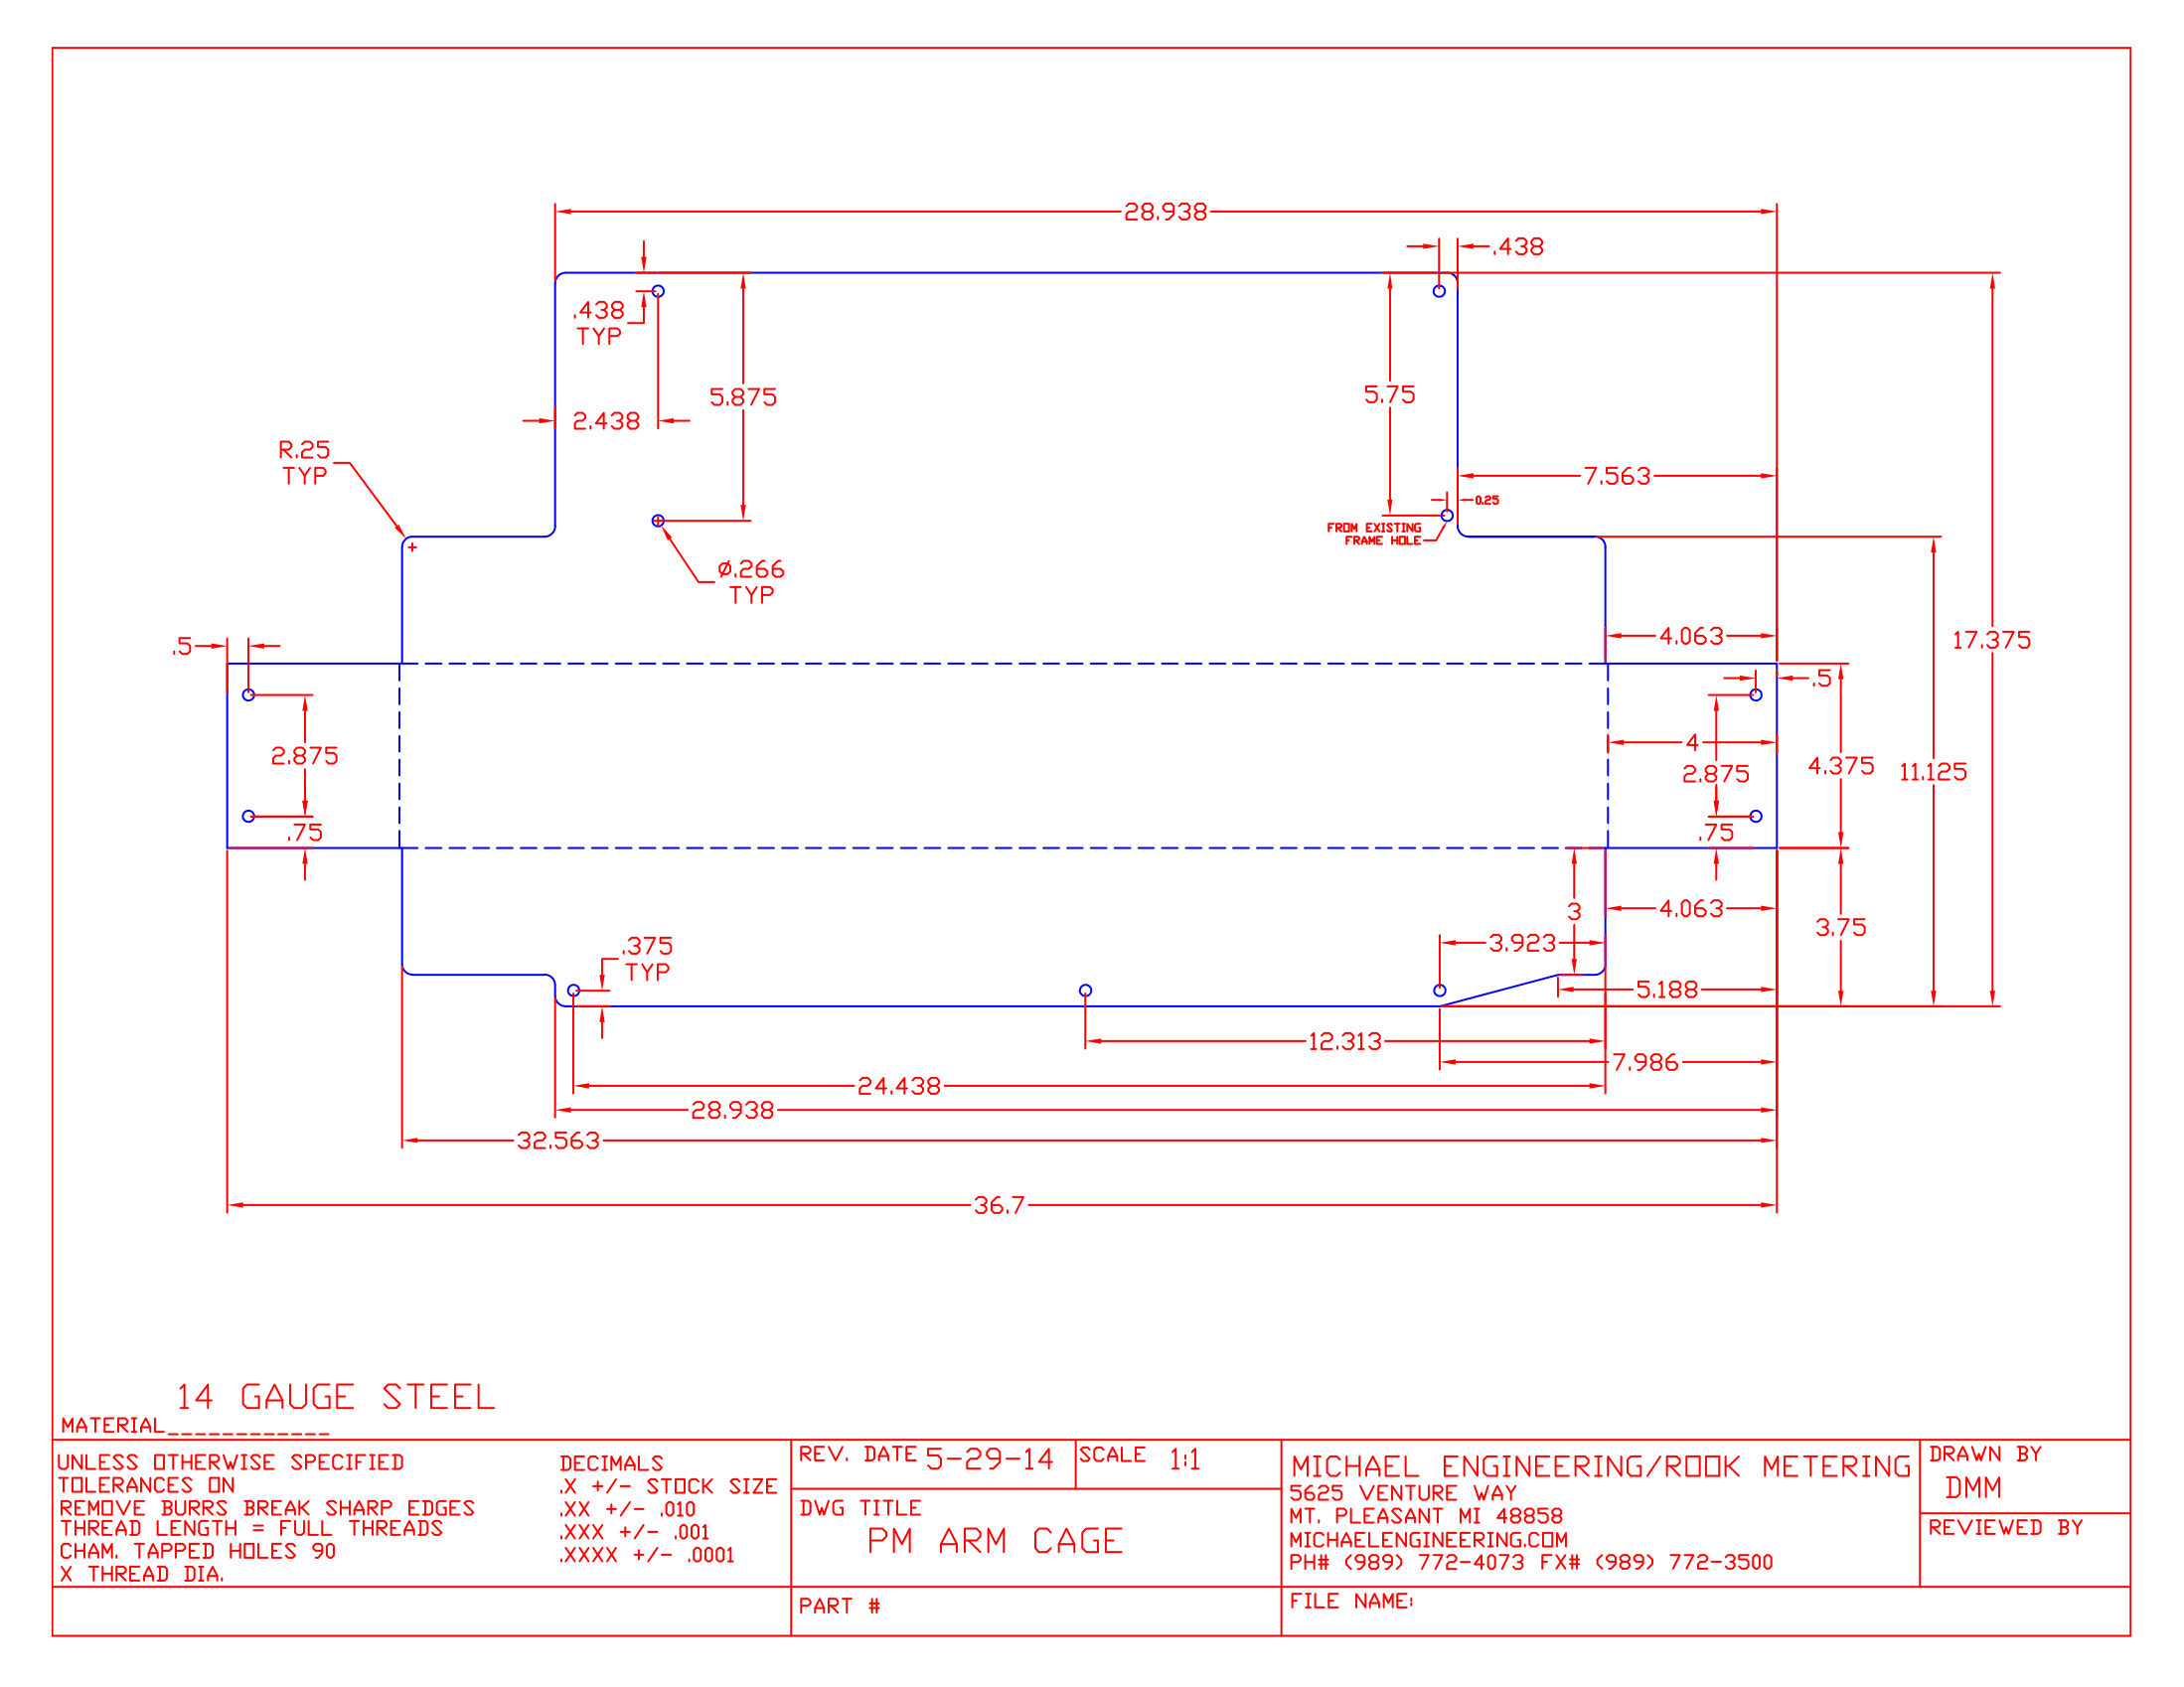 28.938
.438
.438
TYP
5.875
5.75
2.438
R.25
TYP
7.563
0.25
FROM EXISTING
FRAME HOLE
Ø.266
TYP
.5
4.063
17.375
.5
2.875
4
2.875
4.375
11.125
.75
.75
3
4.063
3.75
.375
TYP
3.923
5.188
12.313
7.986
24.438
28.938
32.563
36.7
14 GAUGE STEEL
MATERIAL____________
UNLESS OTHERWISE SPECIFIED
TOLERANCES ON
REMOVE BURRS BREAK SHARP EDGES
THREAD LENGTH = FULL THREADS
CHAM. TAPPED HOLES 90
X THREAD DIA.
DECIMALS
.X +/- STOCK SIZE
.XX +/- .010
.XXX +/- .001
.XXXX +/- .0001
REV. DATE 5-29-14
SCALE 1:1
DWG TITLE
PM ARM CAGE
PART #
MICHAEL ENGINEERING/ROOK METERING
5625 VENTURE WAY
MT. PLEASANT MI 48858
MICHAELENGINEERING.COM
PH# (989) 772-4073 FX# (989) 772-3500
FILE NAME:
DRAWN BY
DMM
REVIEWED BY